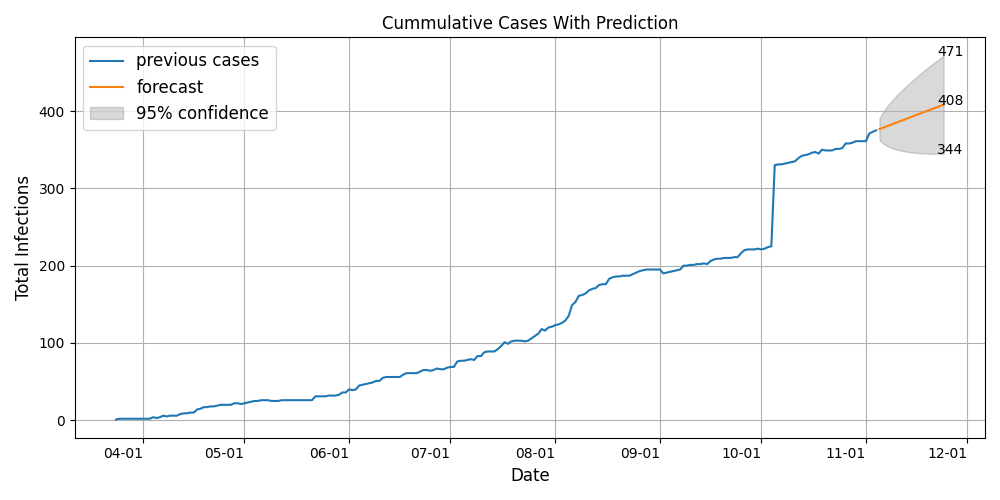 Cummulative Cases With Prediction
previous cases
forecast
95% confidence
471
408
344
Total Infections
400
300
200
100
0
04-01 05-01 06-01 07-01 08-01 09-01 10-01 11-01 12-01
Date